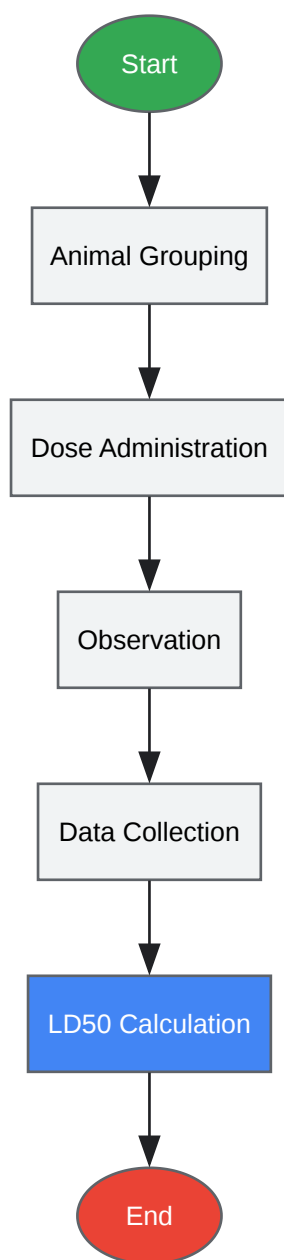 Start
Animal Grouping
Dose Administration
Observation
Data Collection
LD50 Calculation
End